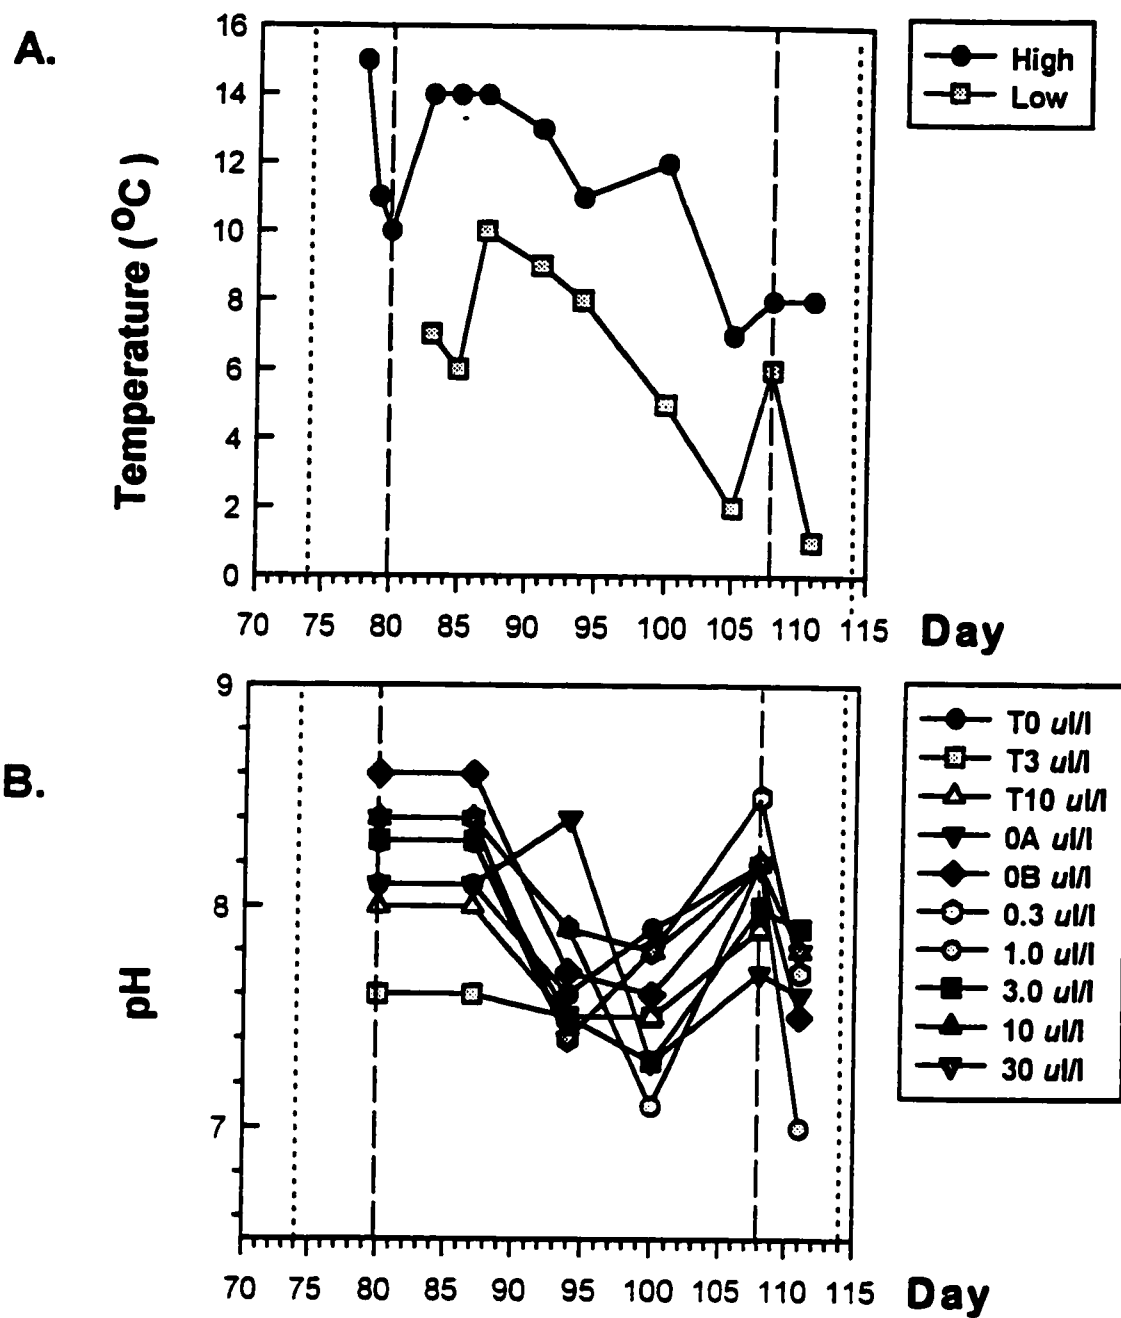 A.
Temperature (°C)
16
14
12
10
8
6
4
2
0
70 75 80 85 90 95 100 105 110 115 Day
High
Low
B.
pH
9
8
7
70 75 80 85 90 95 100 105 110 115 Day
T0 ul/l
T3 ul/l
T10 ul/l
0A ul/l
0B ul/l
0.3 ul/l
1.0 ul/l
3.0 ul/l
10 ul/l
30 ul/l